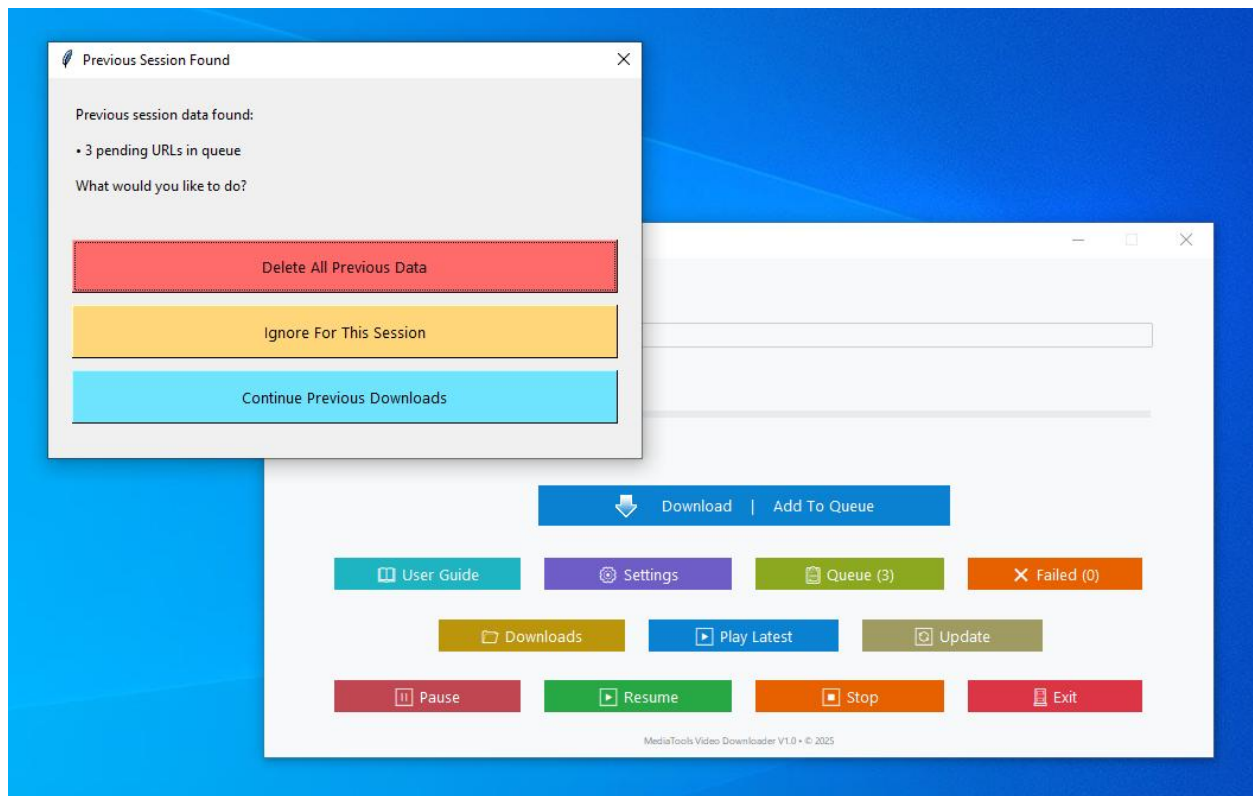 Previous Session Found
Previous session data found:
• 3 pending URLs in queue
What would you like to do?
Delete All Previous Data
Ignore For This Session
Continue Previous Downloads
Download | Add To Queue
User Guide
Settings
Queue (3)
Failed (0)
Downloads
Play Latest
Update
Pause
Resume
Stop
Exit
MediaTools Video Downloader V1.0 • © 2025